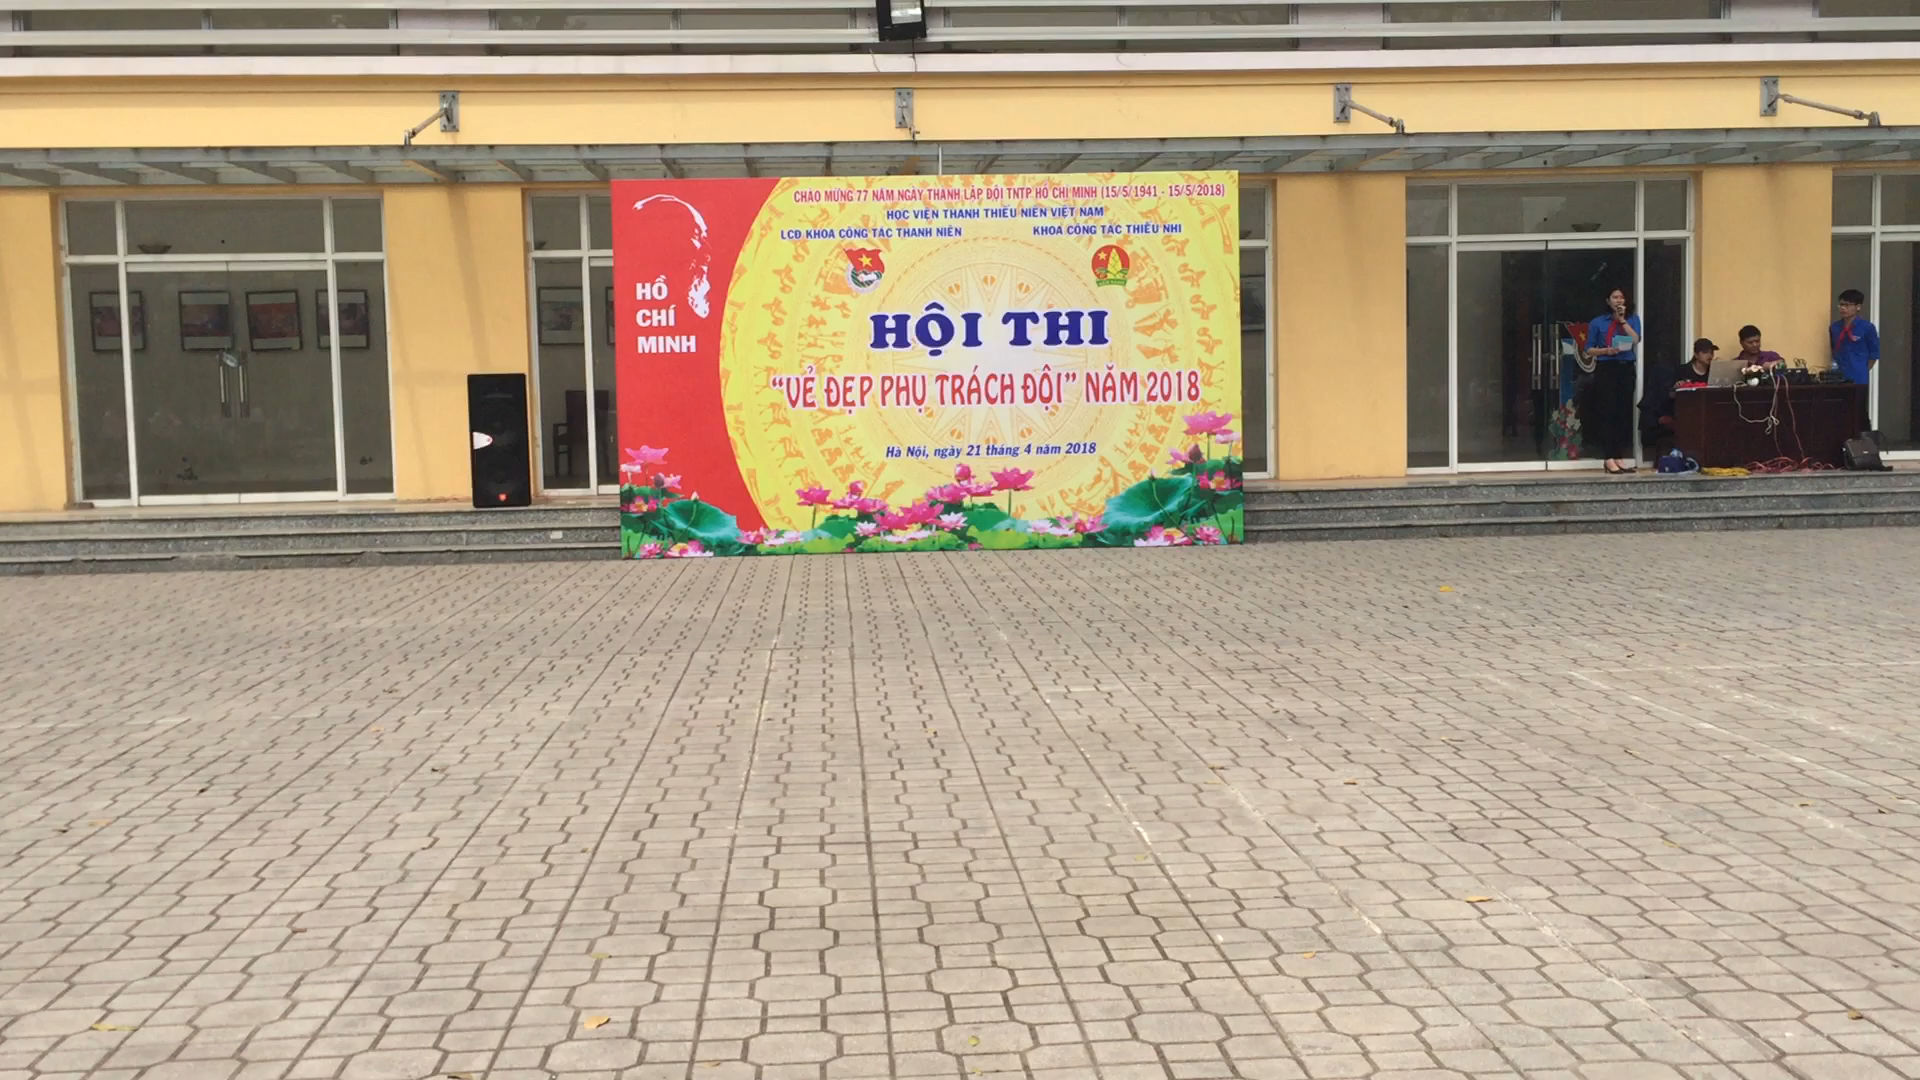 CHÀO MỪNG 77 NĂM NGÀY THÀNH LẬP ĐỘI TNTP HỒ CHÍ MINH (15/5/1941 - 15/5/2018)
HỌC VIỆN THANH THIẾU NIÊN VIỆT NAM
LCĐ KHOA CÔNG TÁC THANH NIÊN
KHOA CÔNG TÁC THIẾU NHI
HỒ
CHÍ
MINH
HỘI THI
“VẺ ĐẸP PHỤ TRÁCH ĐỘI” NĂM 2018
Hà Nội, ngày 21 tháng 4 năm 2018